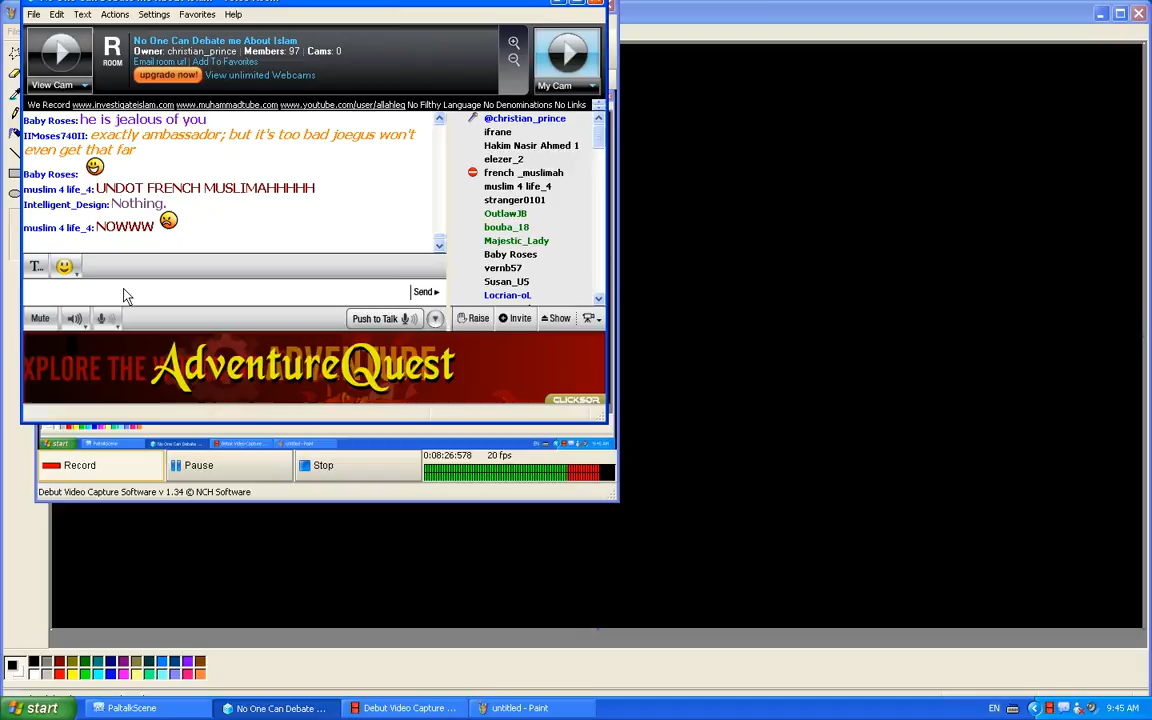 File Edit Text Actions Settings Favorites Help
No One Can Debate me About Islam
Owner: christian_prince | Members: 97 | Cams: 0
Email room url | Add To Favorites
upgrade now! View unlimited Webcams
R
ROOM
View Cam
My Cam
We Record www.investigateislam.com www.muhammadtube.com www.youtube.com/user/allahleg No Filthy Language No Denominations No Links
Baby Roses: he is jealous of you
IIMoses740II: exactly ambassador; but it's too bad joegus won't
even get that far
Baby Roses:
muslim 4 life_4: UNDOT FRENCH MUSLIMAHHHHH
Intelligent_Design: Nothing.
muslim 4 life_4: NOWWW
@christian_prince
ifrane
Hakim Nasir Ahmed 1
elezer_2
french _muslimah
muslim 4 life_4
stranger0101
OutlawJB
bouba_18
Majestic_Lady
Baby Roses
vernb57
Susan_US
Locrian-oL
T...
Send
Mute
Push to Talk
Raise Invite Show
EXPLORE THE
AdventureQuest
CLICKSOR
start
Record Pause Stop
0:08:26:578 20 fps
Debut Video Capture Software v 1.34 © NCH Software
start PaltalkScene No One Can Debate ... Debut Video Capture ... untitled - Paint EN 9:45 AM